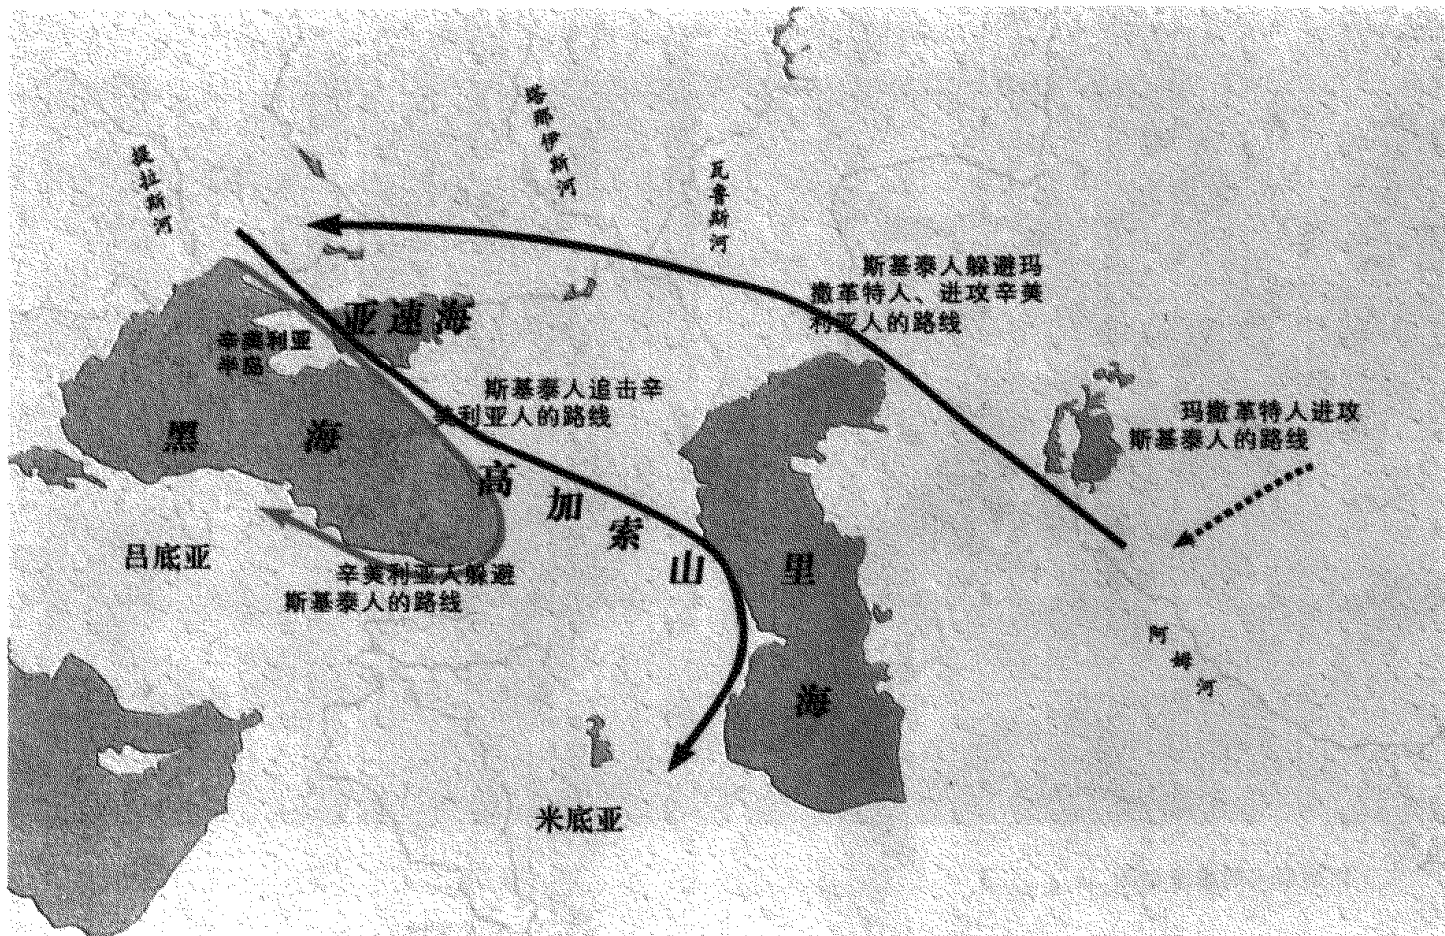 塔那伊斯河
提拉斯河
瓦鲁斯河
斯基泰人躲避玛
撒革特人、进攻辛美
利亚人的路线
亚速海
辛美利亚
半岛
斯基泰人追击辛
美利亚人的路线
玛撒革特人进攻
斯基泰人的路线
黑海
高加索山
吕底亚
辛美利亚人躲避
斯基泰人的路线
里海
阿姆河
米底亚